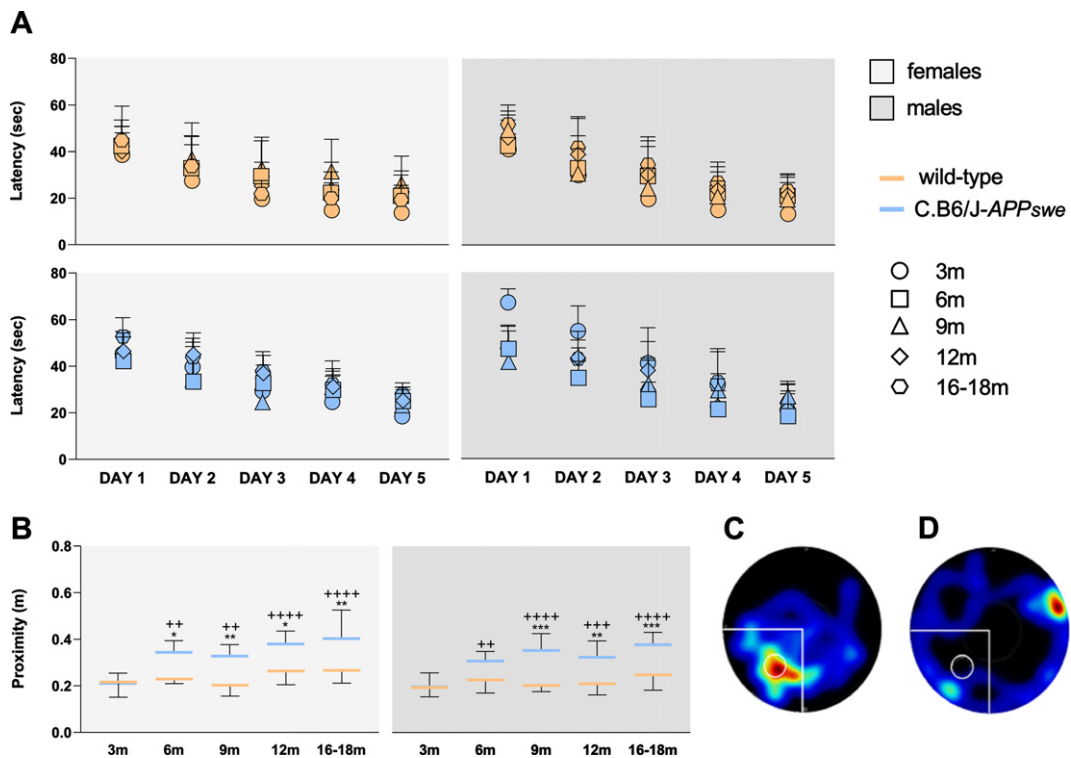 A
80
60
40
20
0
Latency (sec)
females
males
wild-type
C.B6/J-APPswe
80
60
40
20
0
Latency (sec)
3m
6m
9m
12m
16-18m
DAY 1 DAY 2 DAY 3 DAY 4 DAY 5
DAY 1 DAY 2 DAY 3 DAY 4 DAY 5
B
0.8
0.6
0.4
0.2
0.0
Proximity (m)
++
*
++
**
++++
*
++++
**
3m 6m 9m 12m 16-18m
++
++++
***
+++
**
++++
***
3m 6m 9m 12m 16-18m
C
D